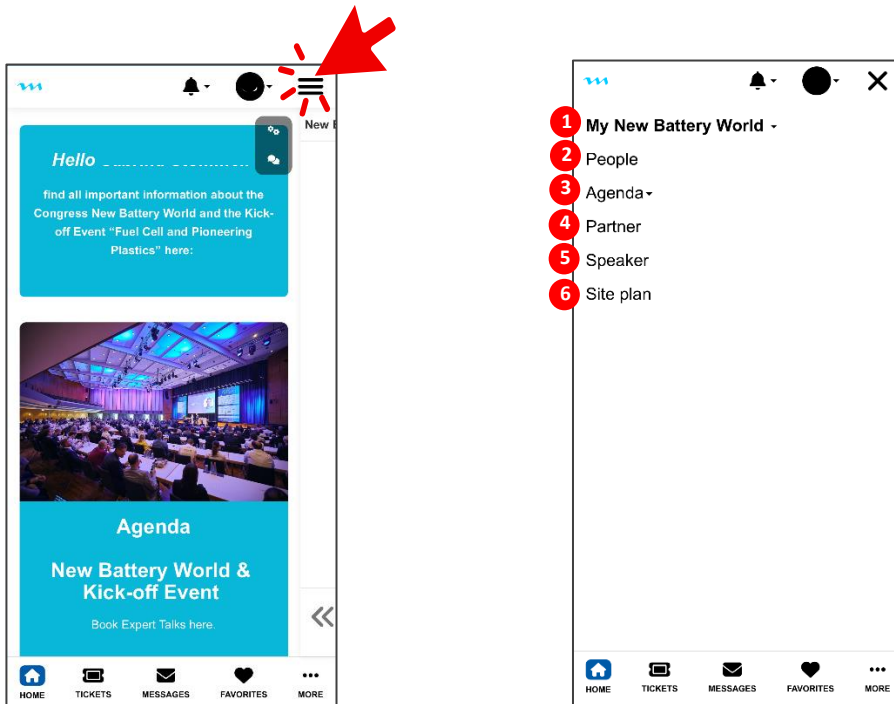 New
Hello
find all important information about the
Congress New Battery World and the Kick-
off Event “Fuel Cell and Pioneering
Plastics” here:
Agenda
New Battery World &
Kick-off Event
Book Expert Talks here.
HOME TICKETS MESSAGES FAVORITES MORE
1 My New Battery World
2 People
3 Agenda
4 Partner
5 Speaker
6 Site plan
HOME TICKETS MESSAGES FAVORITES MORE